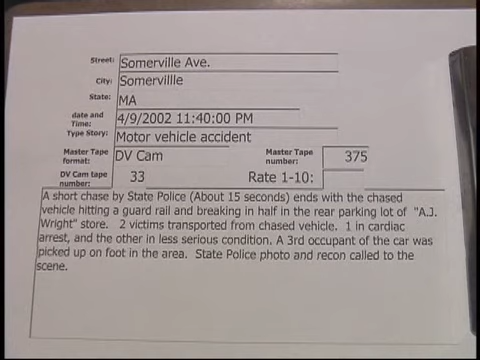 Street: Somerville Ave.
City: Somervillle
State: MA
date and Time: 4/9/2002 11:40:00 PM
Type Story: Motor vehicle accident
Master Tape format: DV Cam Master Tape number: 375
DV Cam tape number: 33 Rate 1-10:
A short chase by State Police (About 15 seconds) ends with the chased
vehicle hitting a guard rail and breaking in half in the rear parking lot of "A.J.
Wright" store. 2 victims transported from chased vehicle. 1 in cardiac
arrest, and the other in less serious condition. A 3rd occupant of the car was
picked up on foot in the area. State Police photo and recon called to the
scene.